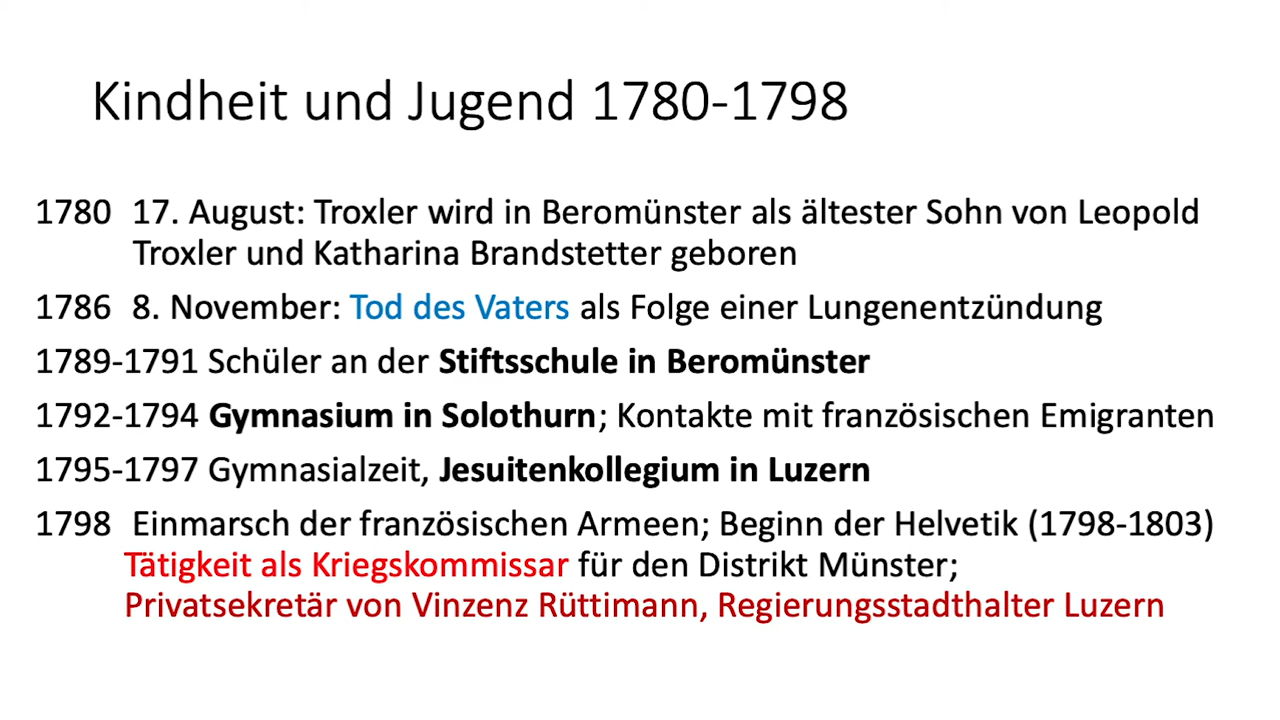 Kindheit und Jugend 1780-1798
1780 17. August: Troxler wird in Beromünster als ältester Sohn von Leopold
Troxler und Katharina Brandstetter geboren
1786 8. November: Tod des Vaters als Folge einer Lungenentzündung
1789-1791 Schüler an der Stiftsschule in Beromünster
1792-1794 Gymnasium in Solothurn; Kontakte mit französischen Emigranten
1795-1797 Gymnasialzeit, Jesuitenkollegium in Luzern
1798 Einmarsch der französischen Armeen; Beginn der Helvetik (1798-1803)
Tätigkeit als Kriegskommissar für den Distrikt Münster;
Privatsekretär von Vinzenz Rüttimann, Regierungsstadthalter Luzern